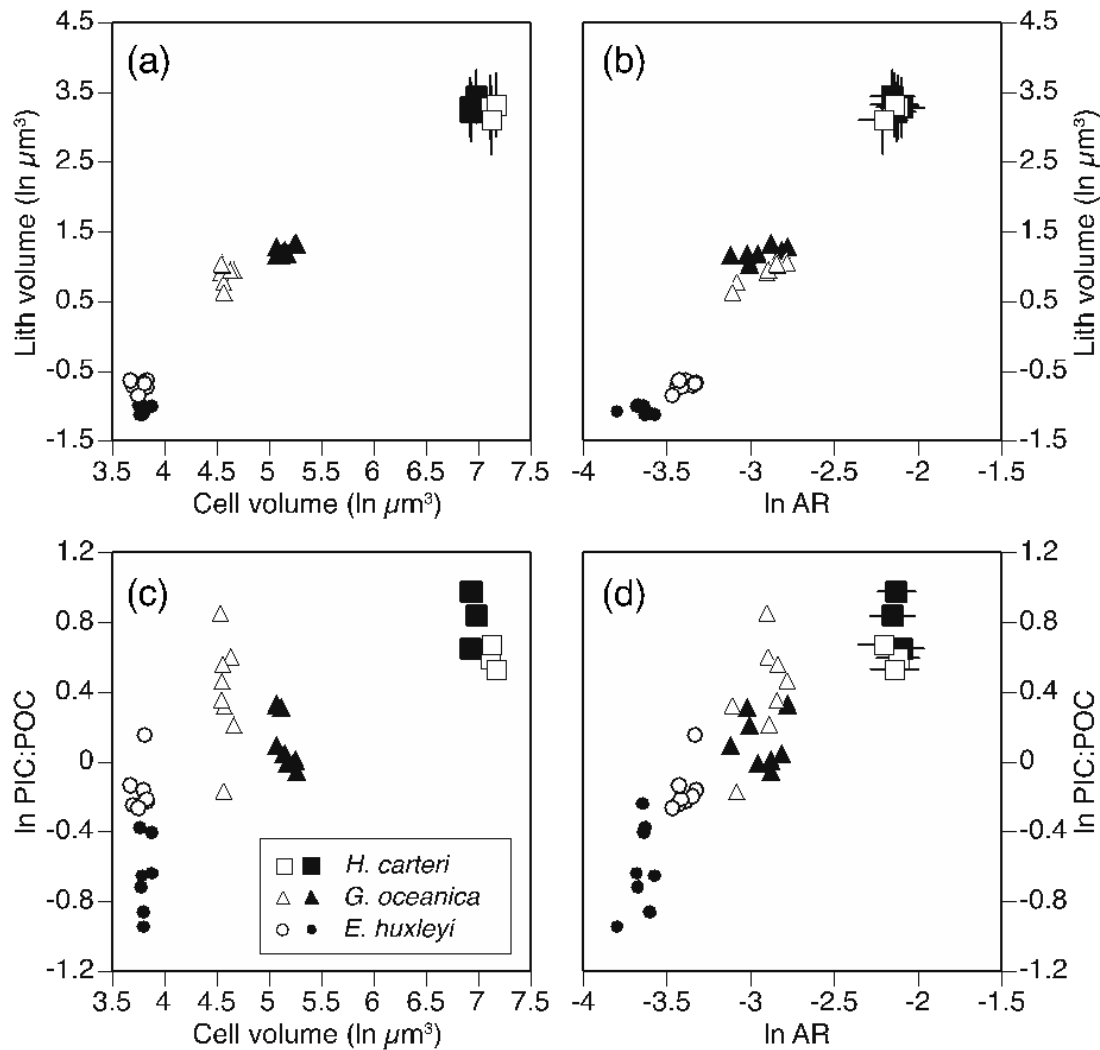 4.5
3.5
2.5
1.5
0.5
-0.5
-1.5
Lith volume (ln µm³)
(a)
3.5 4 4.5 5 5.5 6 6.5 7 7.5
Cell volume (ln µm³)
(b)
-4 -3.5 -3 -2.5 -2 -1.5
ln AR
4.5
3.5
2.5
1.5
0.5
-0.5
-1.5
Lith volume (ln µm³)
1.2
0.8
0.4
0
-0.4
-0.8
-1.2
ln PIC:POC
(c)
H. carteri
G. oceanica
E. huxleyi
3.5 4 4.5 5 5.5 6 6.5 7 7.5
Cell volume (ln µm³)
(d)
-4 -3.5 -3 -2.5 -2 -1.5
ln AR
1.2
0.8
0.4
0
-0.4
-0.8
-1.2
ln PIC:POC